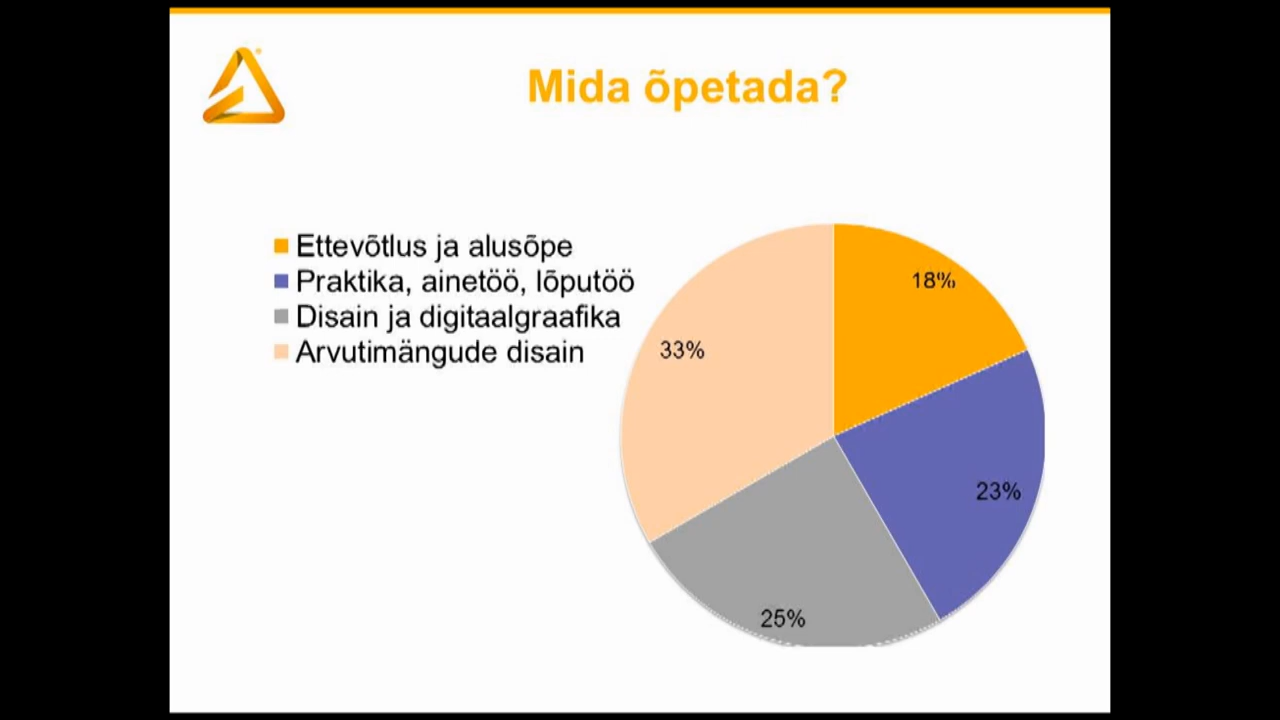 Mida õpetada?
Ettevõtlus ja alusõpe
Praktika, ainetöö, lõputöö
Disain ja digitaalgraafika
Arvutimängude disain
18%
33%
23%
25%